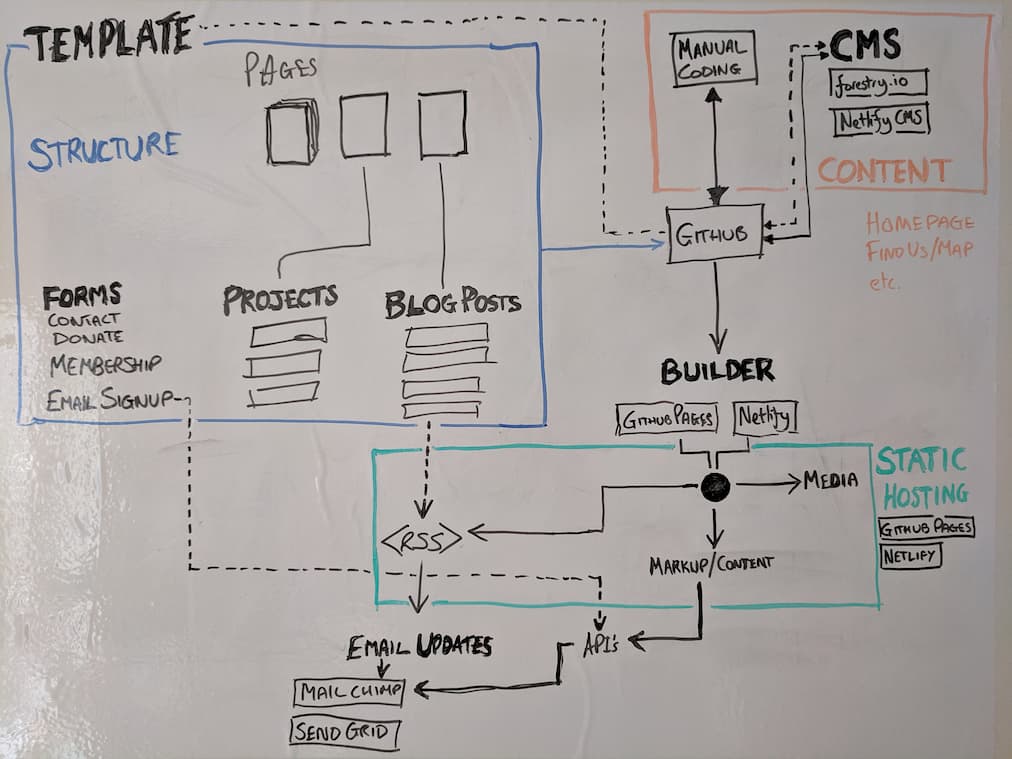 TEMPLATE
PAGES
STRUCTURE
FORMS
CONTACT
DONATE
MEMBERSHIP
EMAIL SIGNUP
PROJECTS
BLOG POSTS
MANUAL
CODING
CMS
forestry.io
Netlify CMS
CONTENT
HOMEPAGE
FIND US/MAP
etc.
GITHUB
BUILDER
GITHUB PAGES
Netlify
STATIC
HOSTING
GITHUB PAGES
NETLIFY
MEDIA
<RSS>
MARKUP/CONTENT
EMAIL UPDATES
API's
MAIL CHIMP
SEND GRID